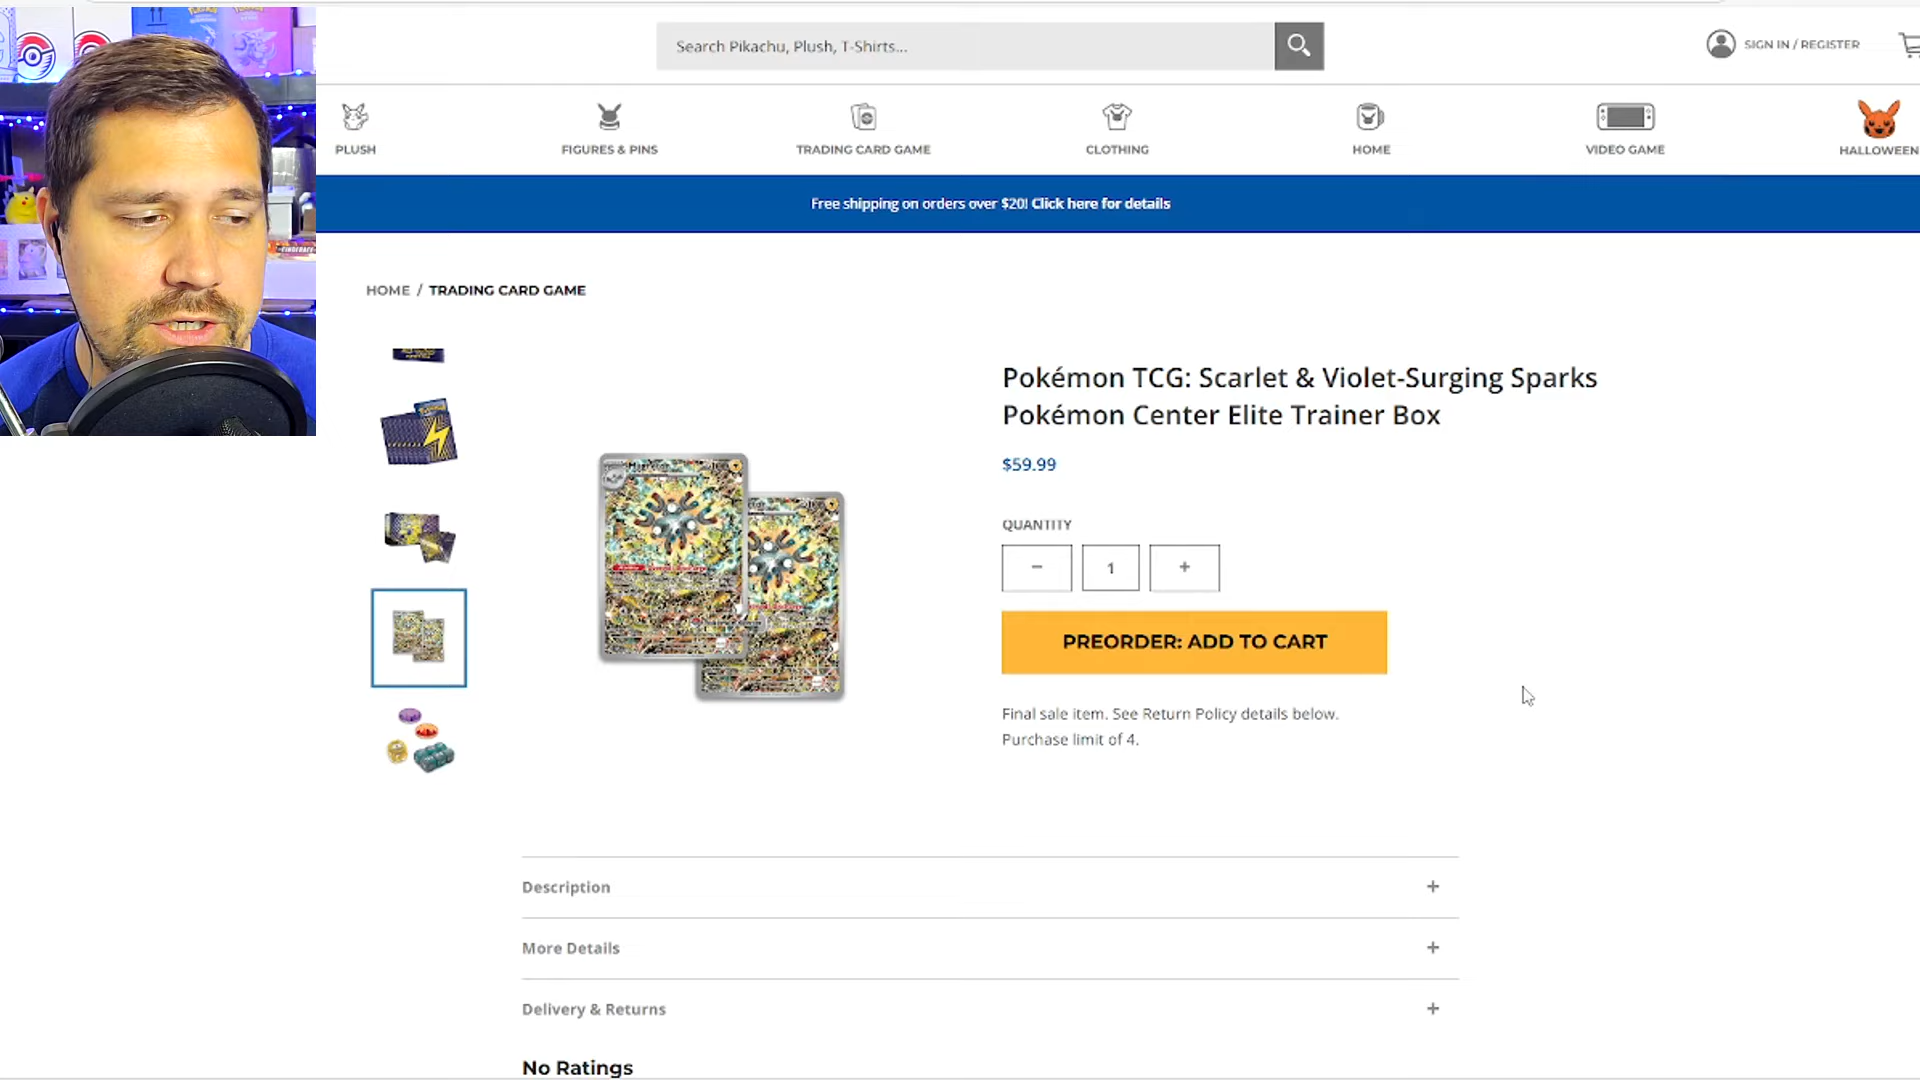 Search Pikachu, Plush, T-Shirts...
SIGN IN / REGISTER
PLUSH
FIGURES & PINS
TRADING CARD GAME
CLOTHING
HOME
VIDEO GAME
HALLOWEEN
Free shipping on orders over $20! Click here for details
HOME / TRADING CARD GAME
Pokémon TCG: Scarlet & Violet-Surging Sparks
Pokémon Center Elite Trainer Box
$59.99
QUANTITY
− 1 +
PREORDER: ADD TO CART
Final sale item. See Return Policy details below.
Purchase limit of 4.
Description +
More Details +
Delivery & Returns +
No Ratings